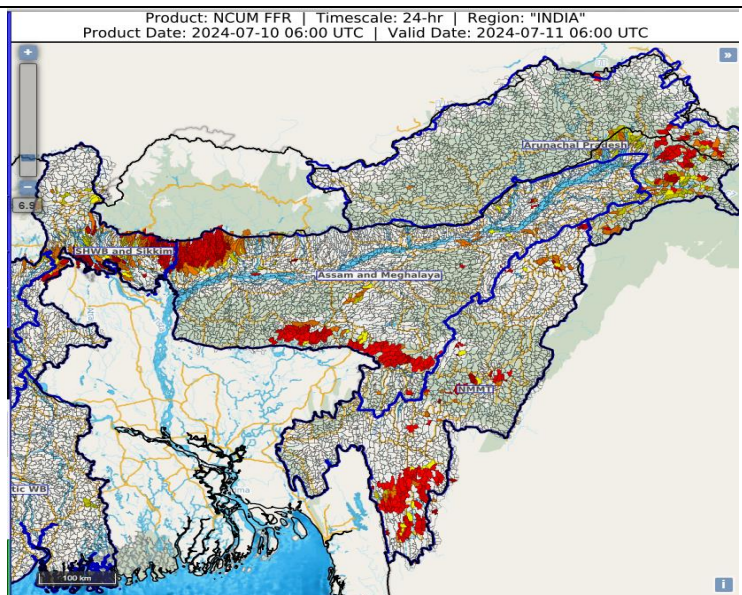 Product: NCUM FFR | Timescale: 24-hr | Region: "INDIA"
Product Date: 2024-07-10 06:00 UTC | Valid Date: 2024-07-11 06:00 UTC
+
»
Arunachal Pradesh
–
6.9
SHWB and Sikkim
Assam and Meghalaya
NMMT
tic WB
100 km
i